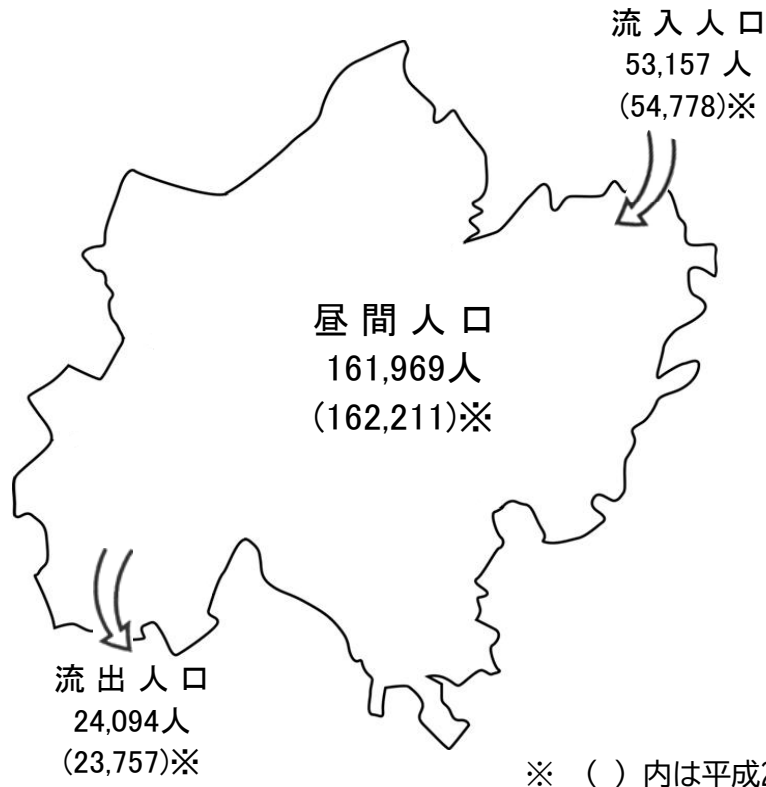 流入人口
53,157 人
(54,778)※
昼間人口
161,969人
(162,211)※
流出人口
24,094人
(23,757)※
※ ( ) 内は平成2